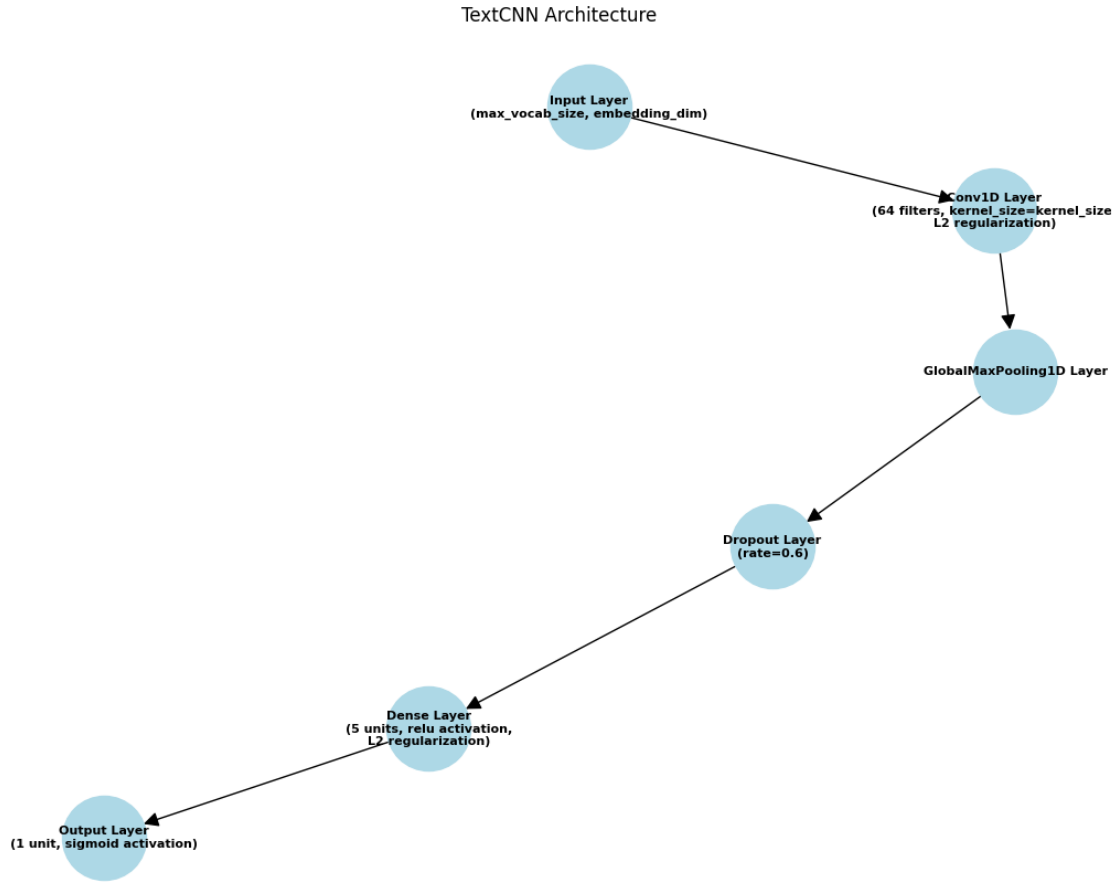 TextCNN Architecture
Input Layer
(max_vocab_size, embedding_dim)
Conv1D Layer
(64 filters, kernel_size=kernel_size
L2 regularization)
GlobalMaxPooling1D Layer
Dropout Layer
(rate=0.6)
Dense Layer
(5 units, relu activation,
L2 regularization)
Output Layer
(1 unit, sigmoid activation)